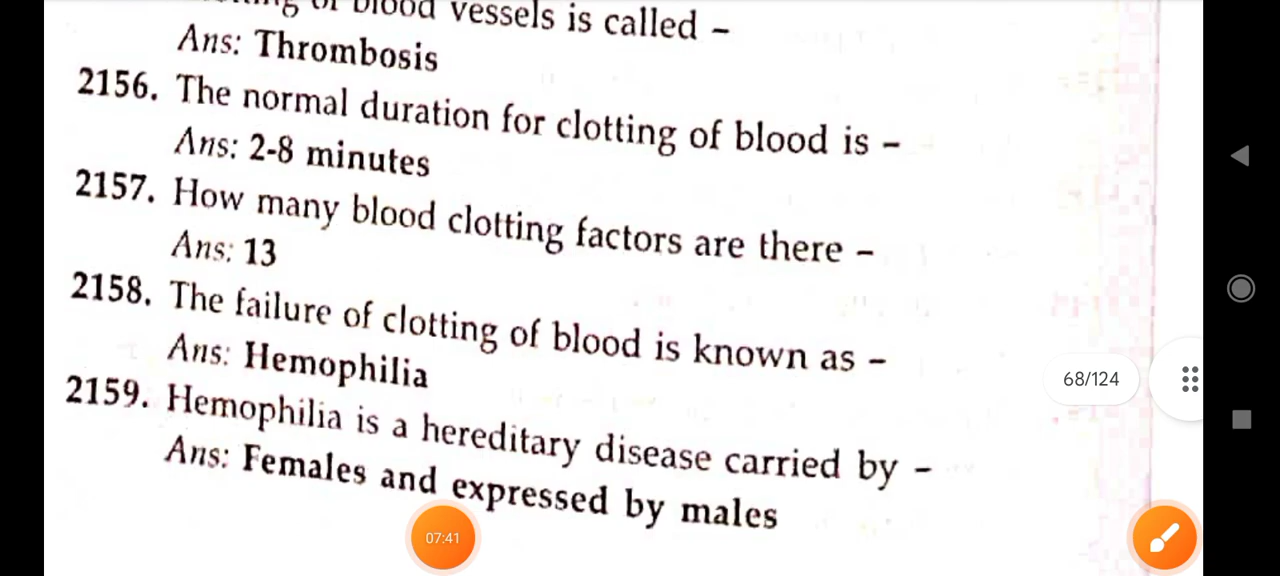 of blood vessels is called –
Ans: Thrombosis
2156. The normal duration for clotting of blood is –
Ans: 2-8 minutes
2157. How many blood clotting factors are there –
Ans: 13
2158. The failure of clotting of blood is known as –
Ans: Hemophilia
68/124
2159. Hemophilia is a hereditary disease carried by –
Ans: Females and expressed by males
07:41